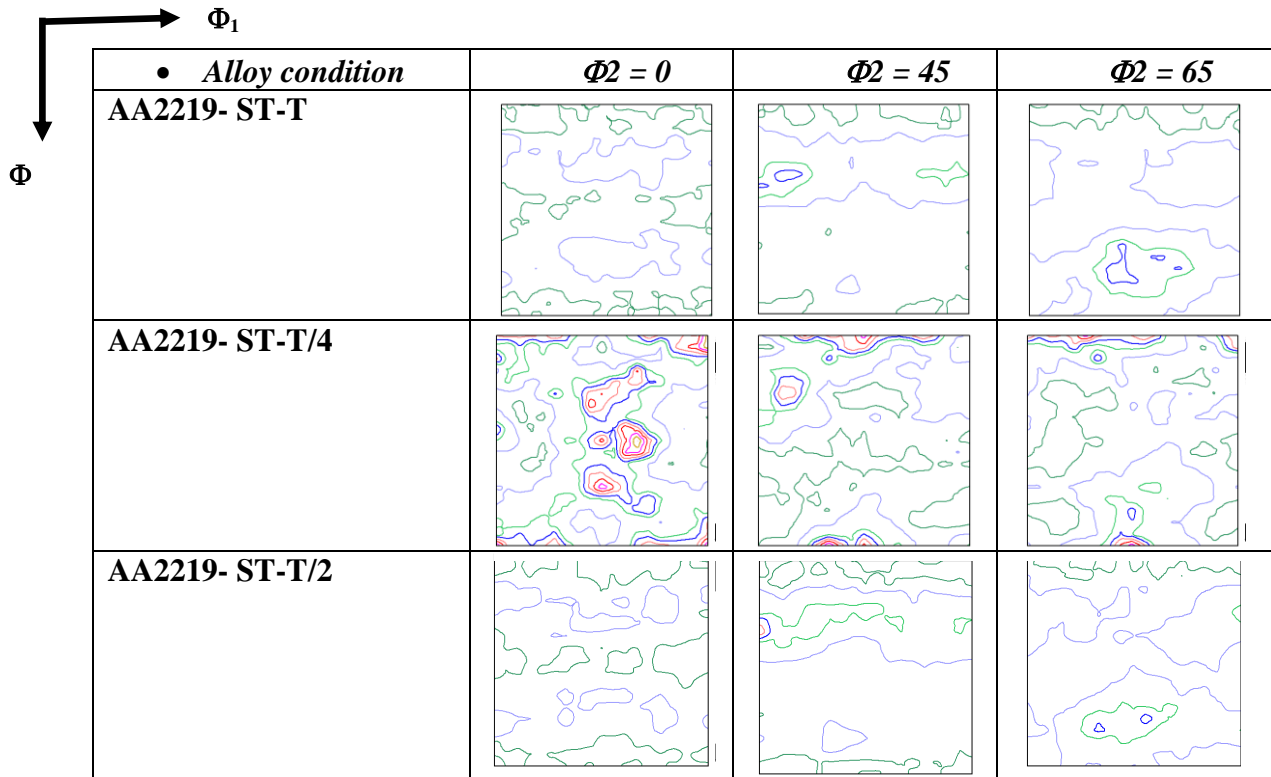 Φ1
Φ
• Alloy condition Φ2 = 0 Φ2 = 45 Φ2 = 65
AA2219- ST-T
AA2219- ST-T/4
AA2219- ST-T/2